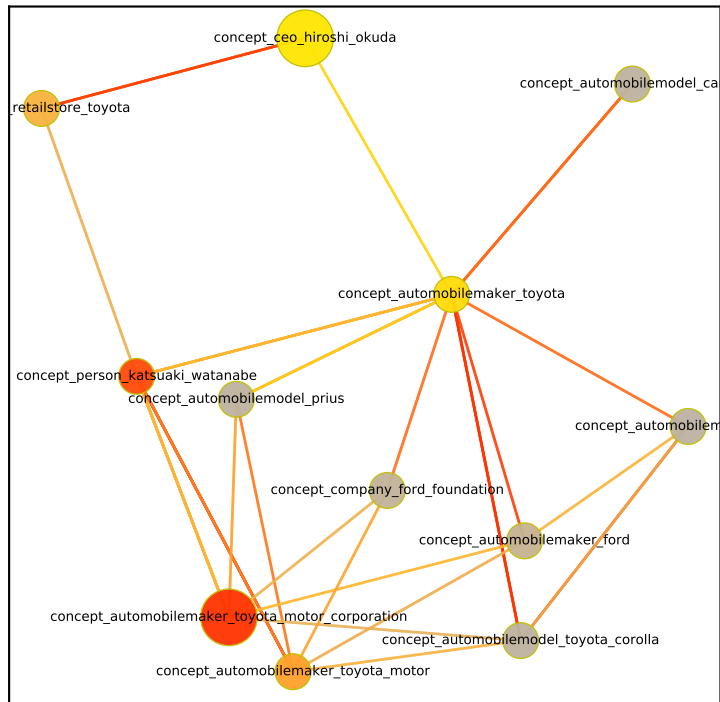 concept_ceo_hiroshi_okuda
concept_automobilemodel_ca
_retailstore_toyota
concept_automobilemaker_toyota
concept_person_katsuaki_watanabe
concept_automobilemodel_prius
concept_automobilem
concept_company_ford_foundation
concept_automobilemaker_ford
concept_automobilemaker_toyota_motor_corporation
concept_automobilemodel_toyota_corolla
concept_automobilemaker_toyota_motor